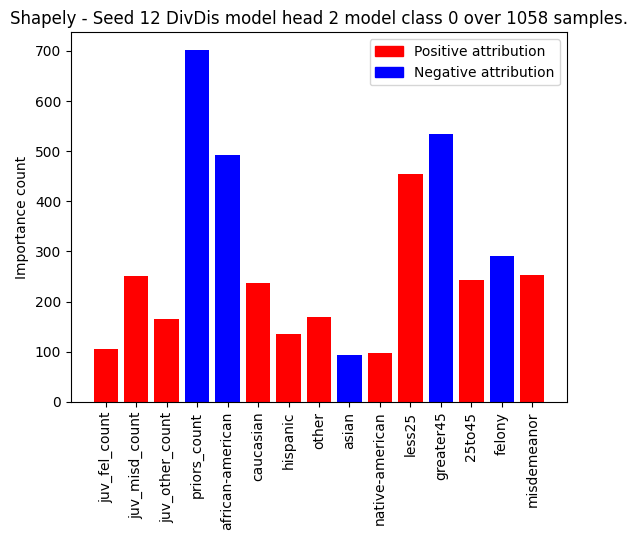 Shapely - Seed 12 DivDis model head 2 model class 0 over 1058 samples.
Positive attribution
Negative attribution
Importance count
700
600
500
400
300
200
100
0
juv_fel_count
juv_misd_count
juv_other_count
priors_count
african-american
caucasian
hispanic
other
asian
native-american
less25
greater45
25to45
felony
misdemeanor